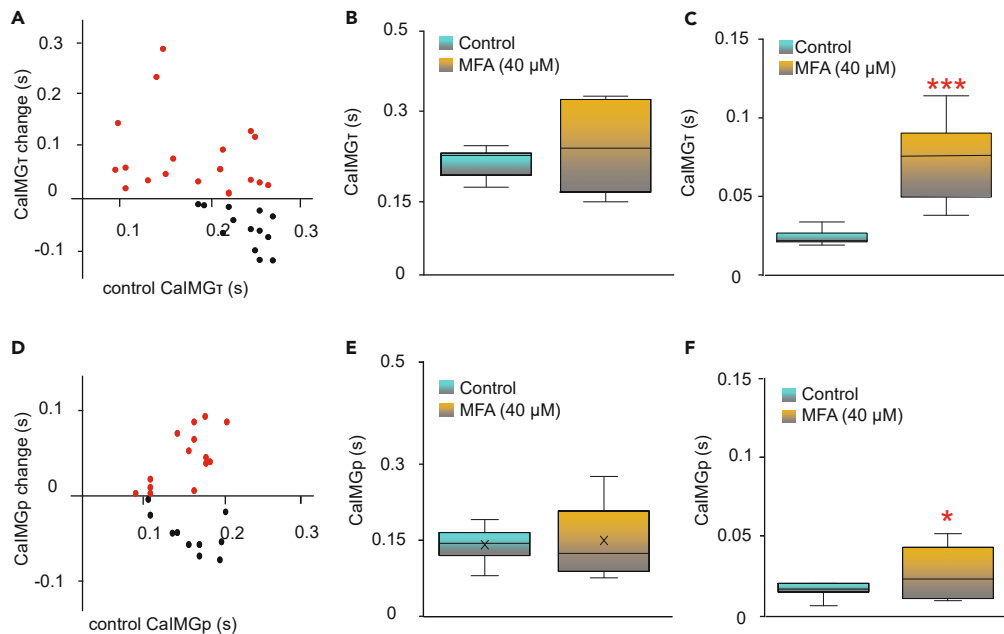 A
CaIMGτ change (s)
0.3
0.2
0.1
0
-0.1
0.1
0.2
0.3
control CaIMGτ (s)
B
CaIMGτ (s)
0.5
0.3
0.15
0
Control
MFA (40 µM)
C
CaIMGτ (s)
0.15
0.1
0.05
0
Control
MFA (40 µM)
***
D
CaIMGp change (s)
0.1
0
-0.1
0.1
0.2
0.3
control CaIMGp (s)
E
CaIMGp (s)
0.5
0.3
0.15
0
Control
MFA (40 µM)
F
CaIMGp (s)
0.15
0.1
0.05
0
Control
MFA (40 µM)
*